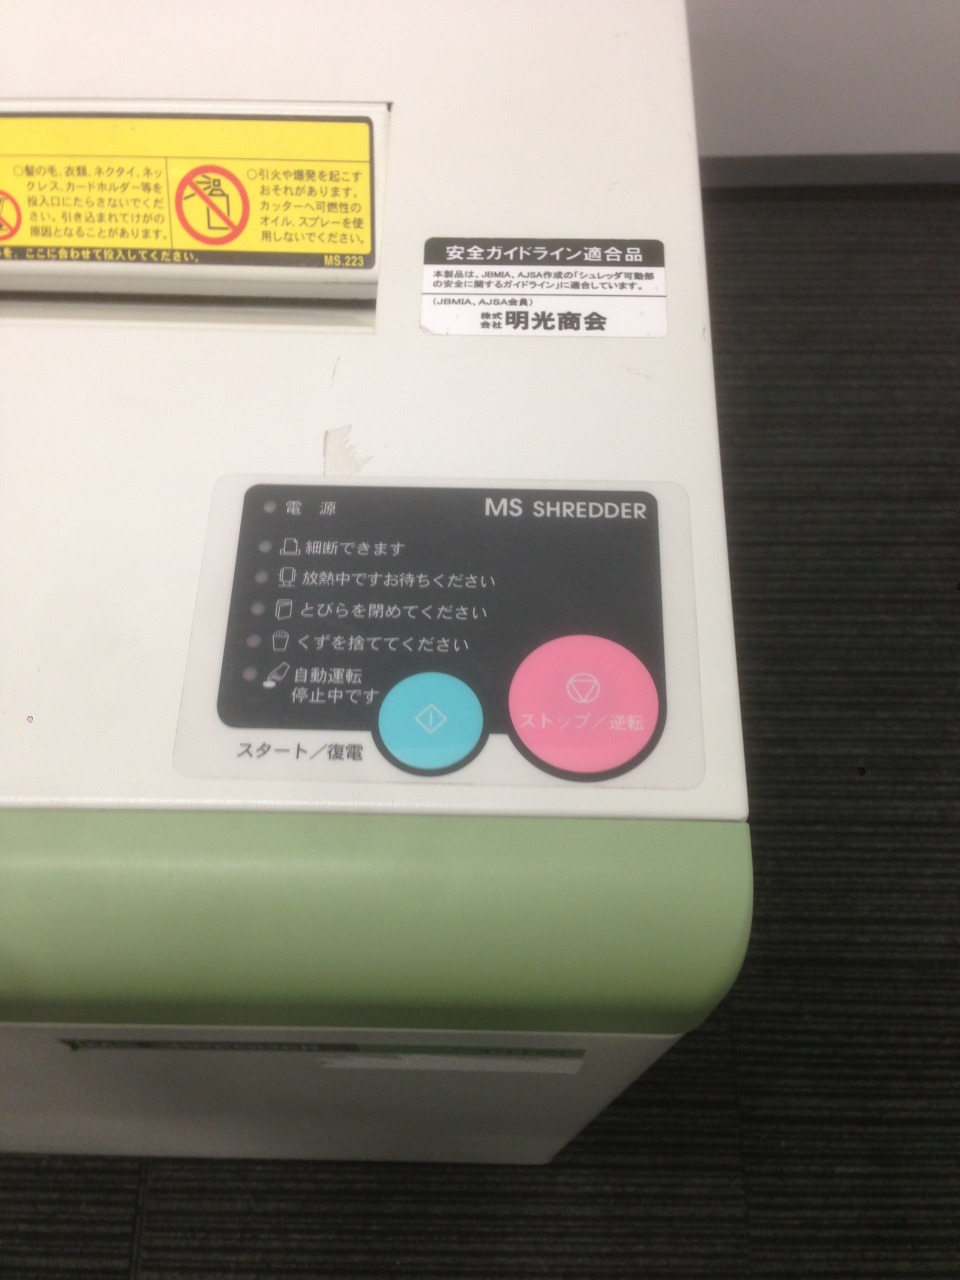 ○髪の毛、衣類、ネクタイ、ネッ
クレス、カードホルダー等を
投入口にたらさないでくだ
さい。引き込まれてけがの
原因となることがあります。
○引火や爆発を起こす
おそれがあります。
カッターへ可燃性の
オイル、スプレーを使
用しないでください。
を、ここに合わせて投入してください。
MS.223
安全ガイドライン適合品
本製品は、JBMIA、AJSA作成の「シュレッダ可動部
の安全に関するガイドライン」に適合しています。
(JBMIA、AJSA会員)
株式会社 明光商会
電 源
MS SHREDDER
細断できます
放熱中ですお待ちください
とびらを閉めてください
くずを捨ててください
自動運転
停止中です
ストップ／逆転
スタート／復電